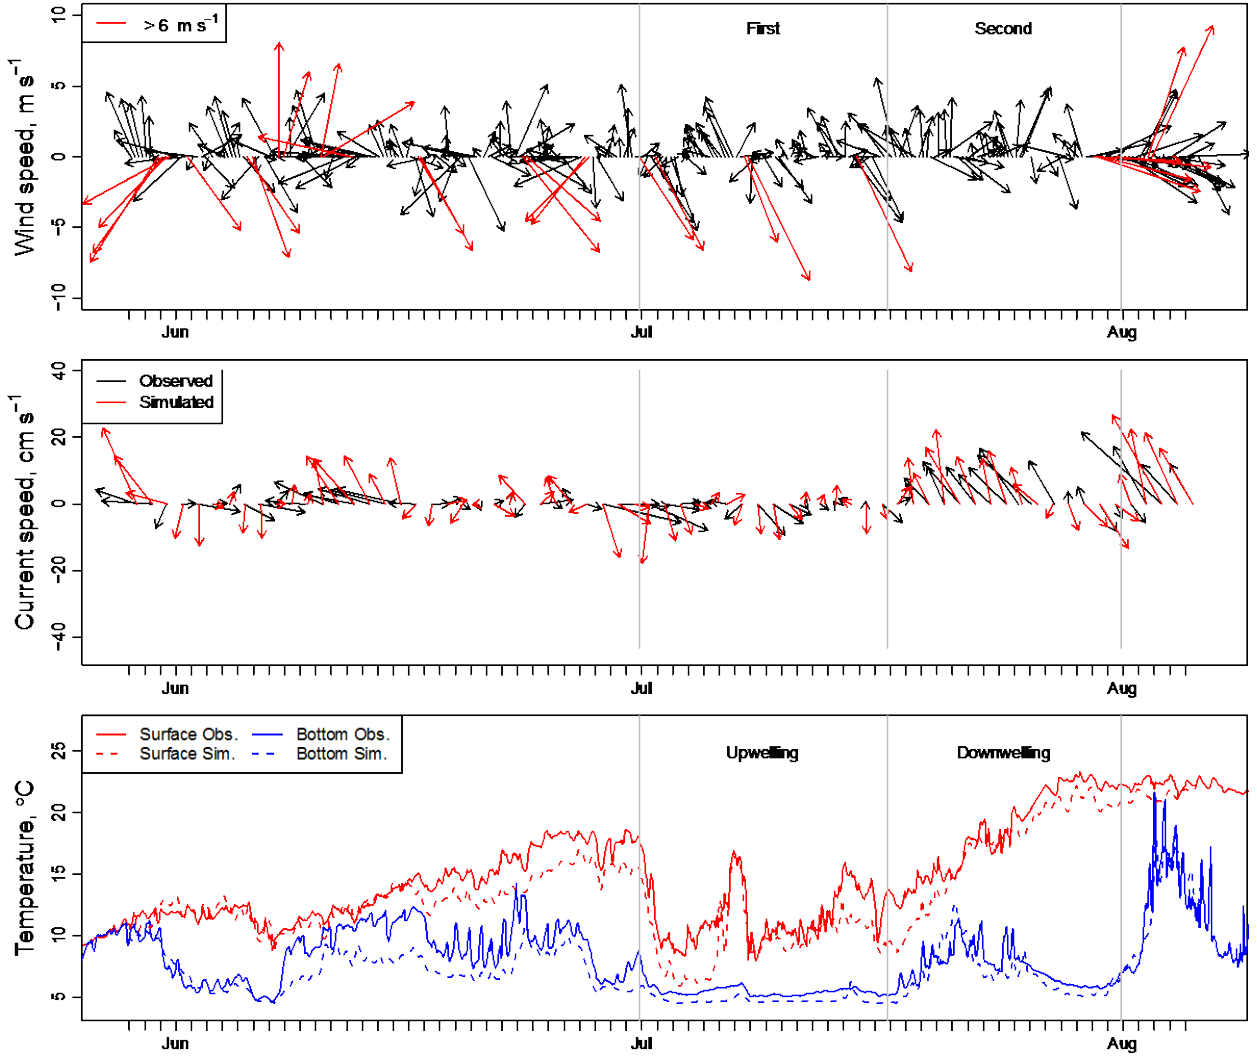 > 6 m s⁻¹
First
Second
Wind speed, m s⁻¹
10
5
0
−5
−10
Jun
Jul
Aug
Observed
Simulated
Current speed, cm s⁻¹
40
20
0
−20
−40
Jun
Jul
Aug
Surface Obs.
Bottom Obs.
Surface Sim.
Bottom Sim.
Upwelling
Downwelling
Temperature, °C
25
20
15
10
5
Jun
Jul
Aug